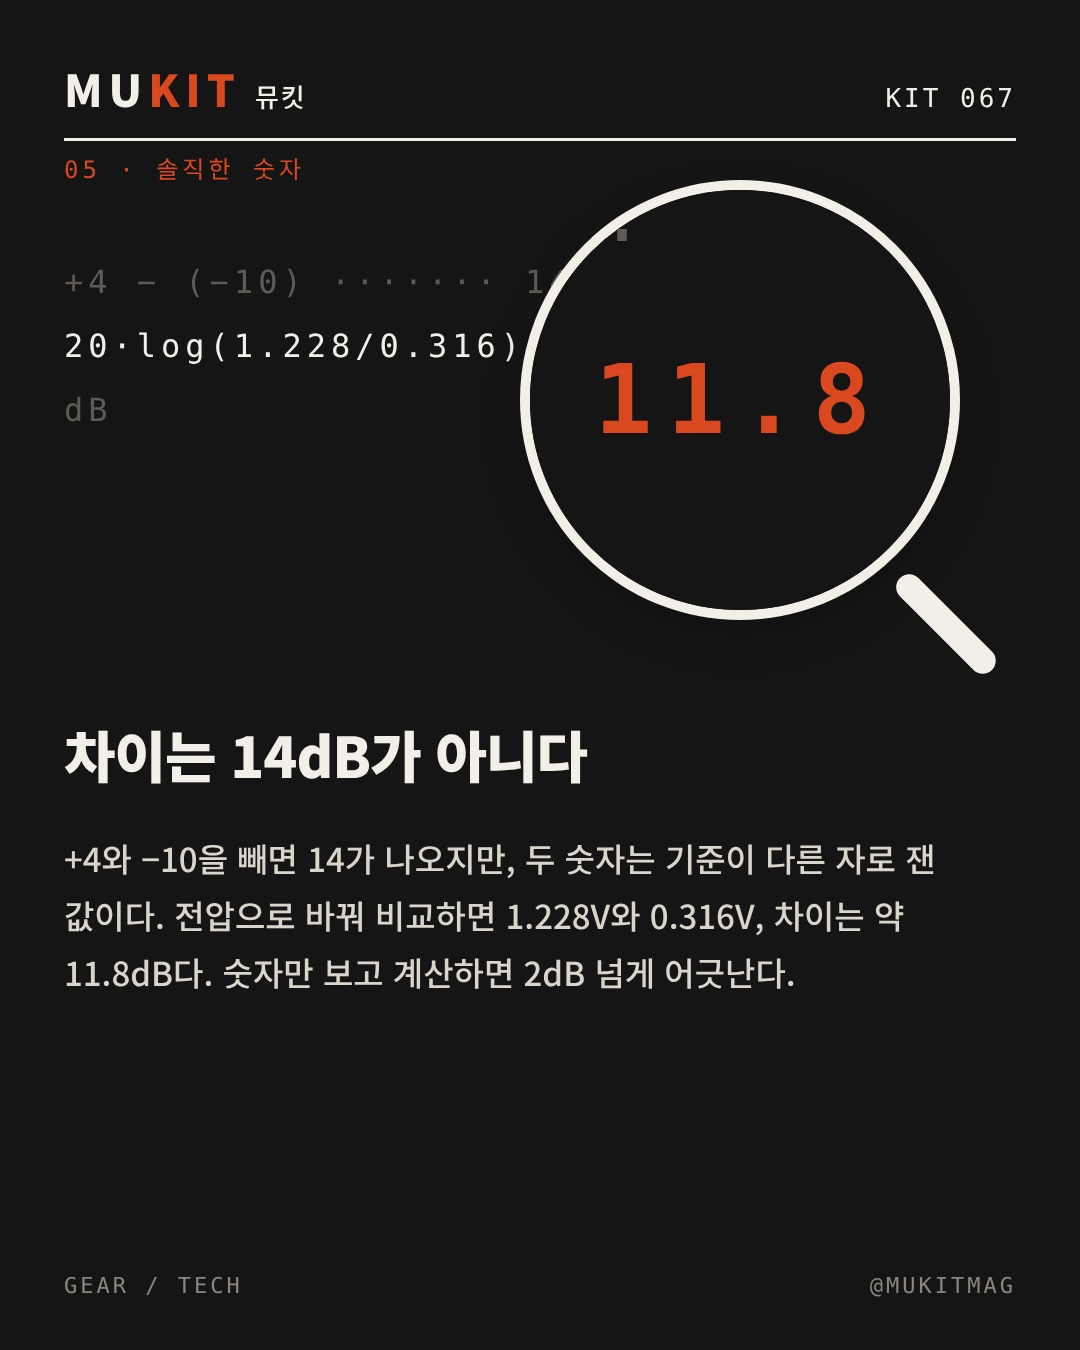 MUKIT 뮤킷
KIT 067
05 · 솔직한 숫자
+4 − (−10) ······· 1
20·log(1.228/0.316)
dB
11.8
차이는 14dB가 아니다
+4와 −10을 빼면 14가 나오지만, 두 숫자는 기준이 다른 자로 잰
값이다. 전압으로 바꿔 비교하면 1.228V와 0.316V, 차이는 약
11.8dB다. 숫자만 보고 계산하면 2dB 넘게 어긋난다.
GEAR / TECH
@MUKITMAG